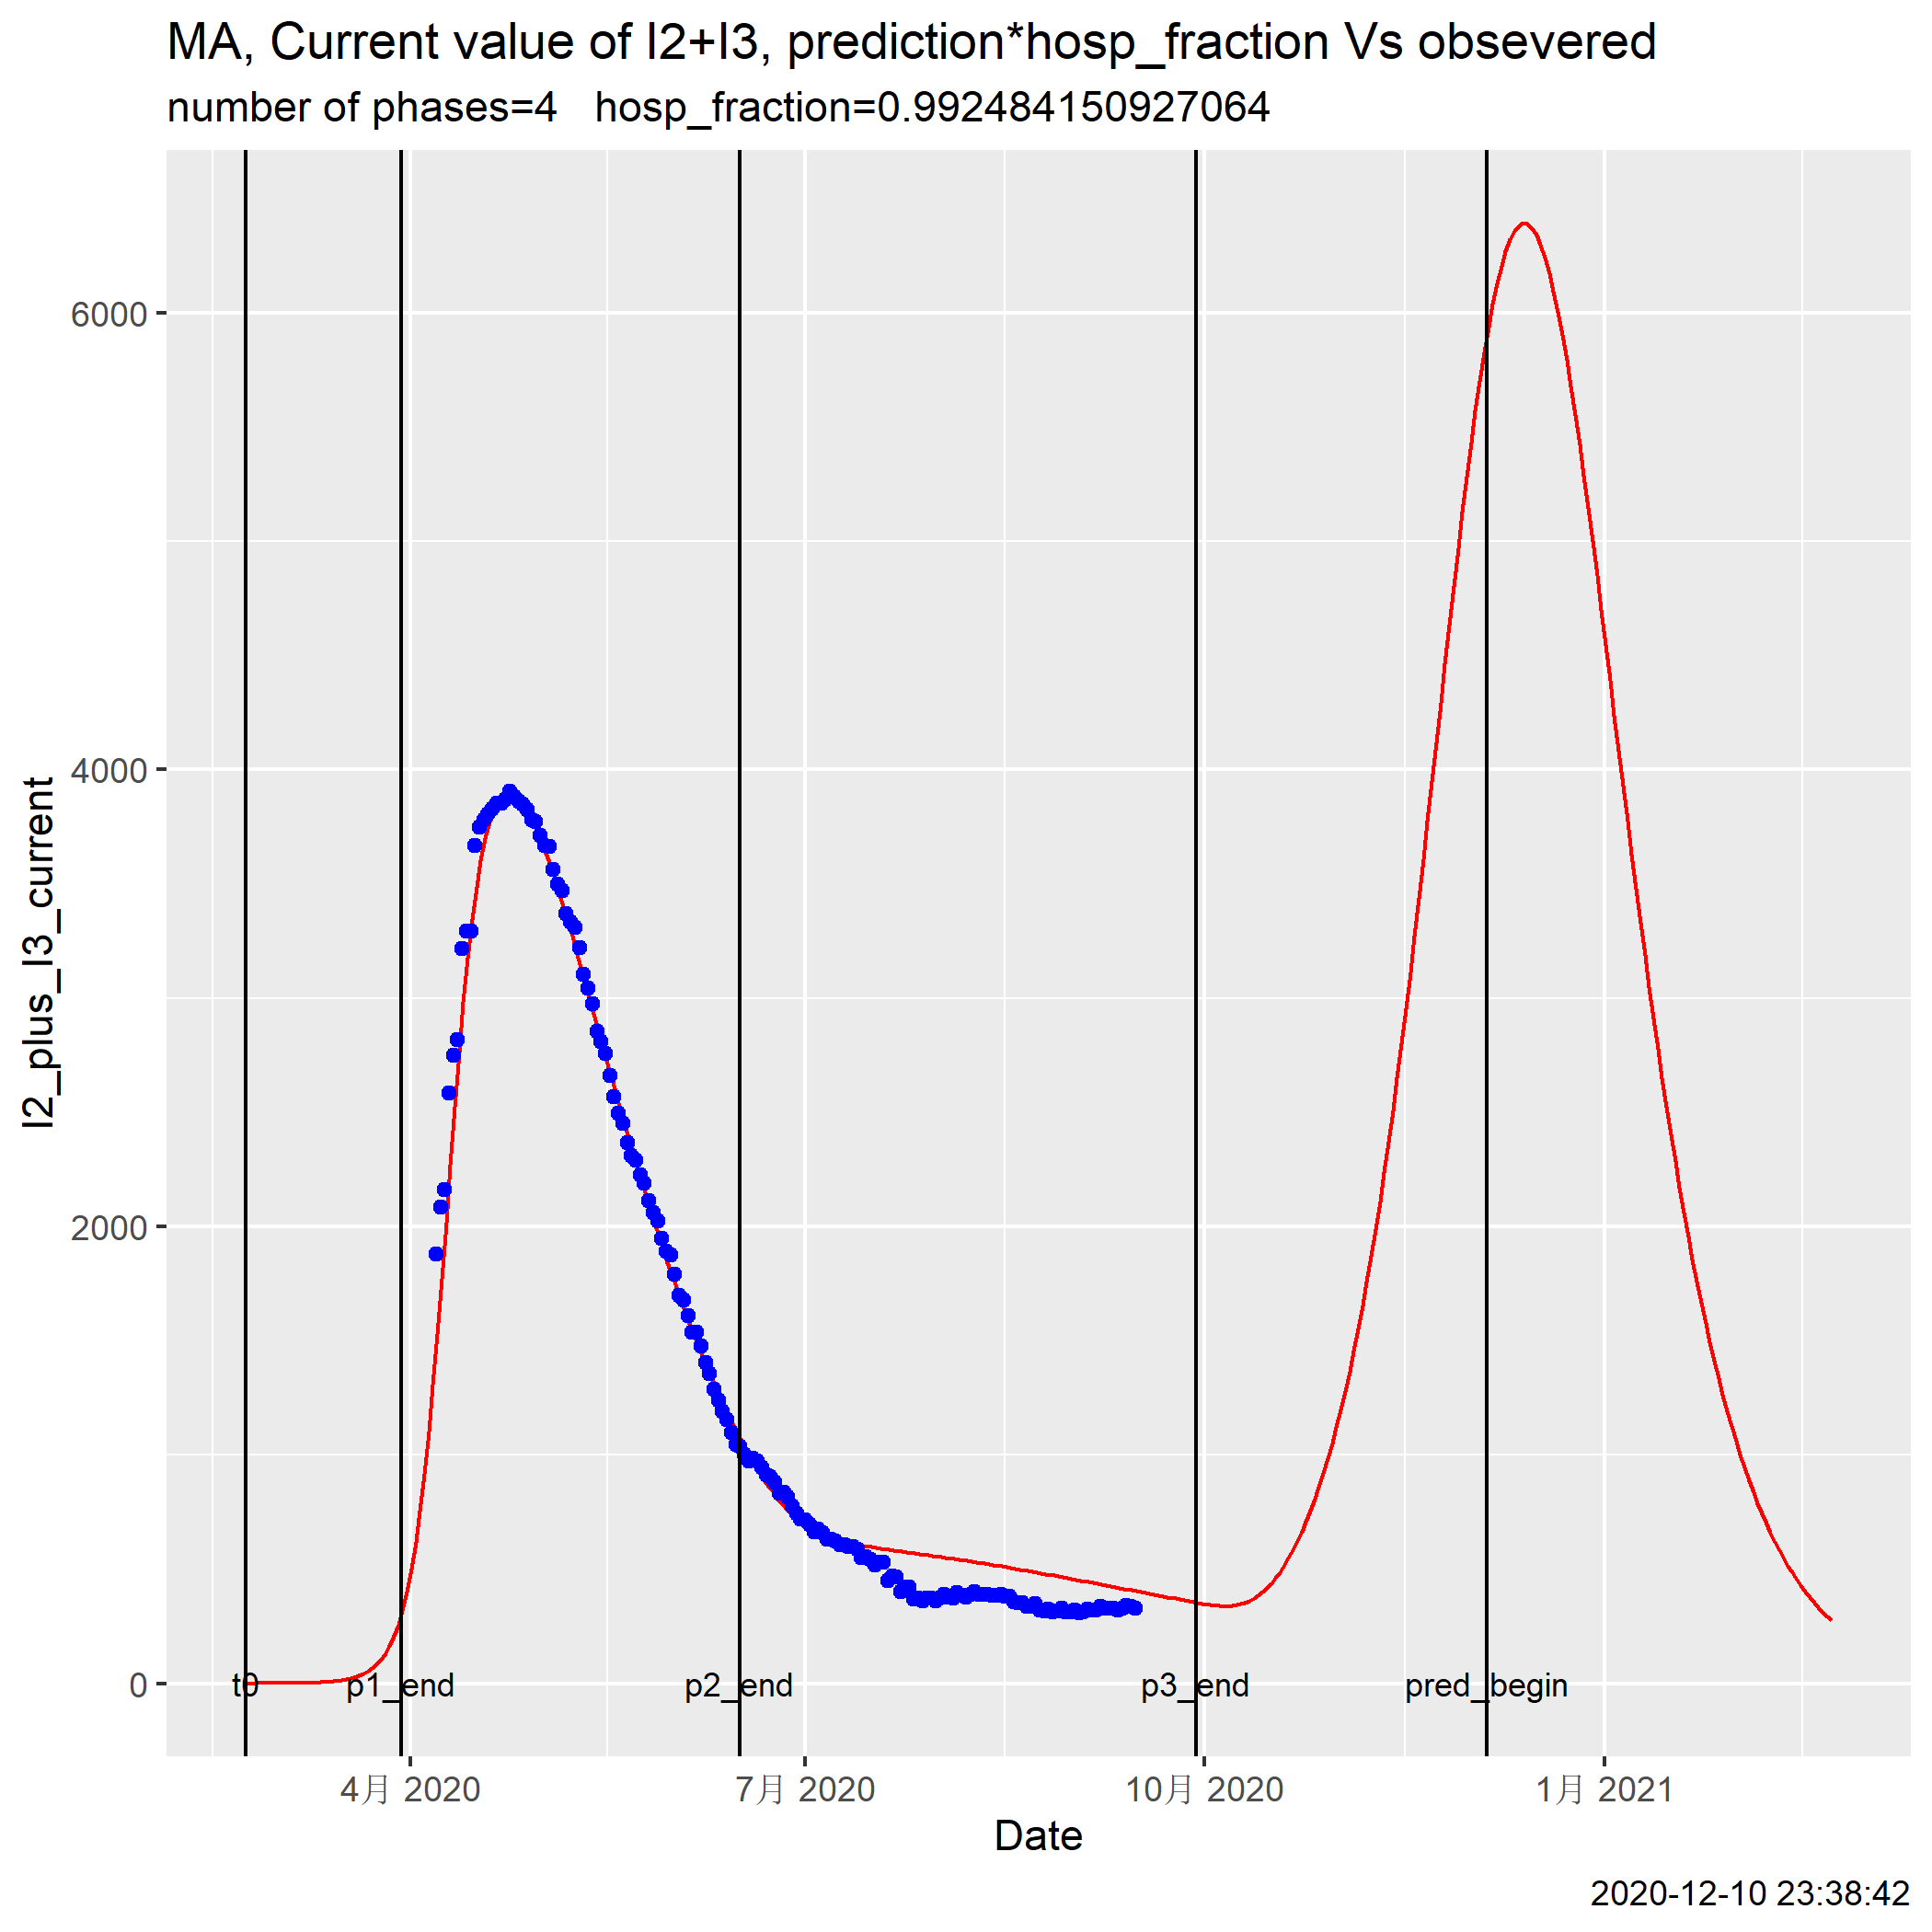 MA, Current value of I2+I3, prediction*hosp_fraction Vs obsevered
number of phases=4 hosp_fraction=0.992484150927064
I2_plus_I3_current
6000
4000
2000
0
t0
p1_end
p2_end
p3_end
pred_begin
4月 2020
7月 2020
10月 2020
1月 2021
Date
2020-12-10 23:38:42